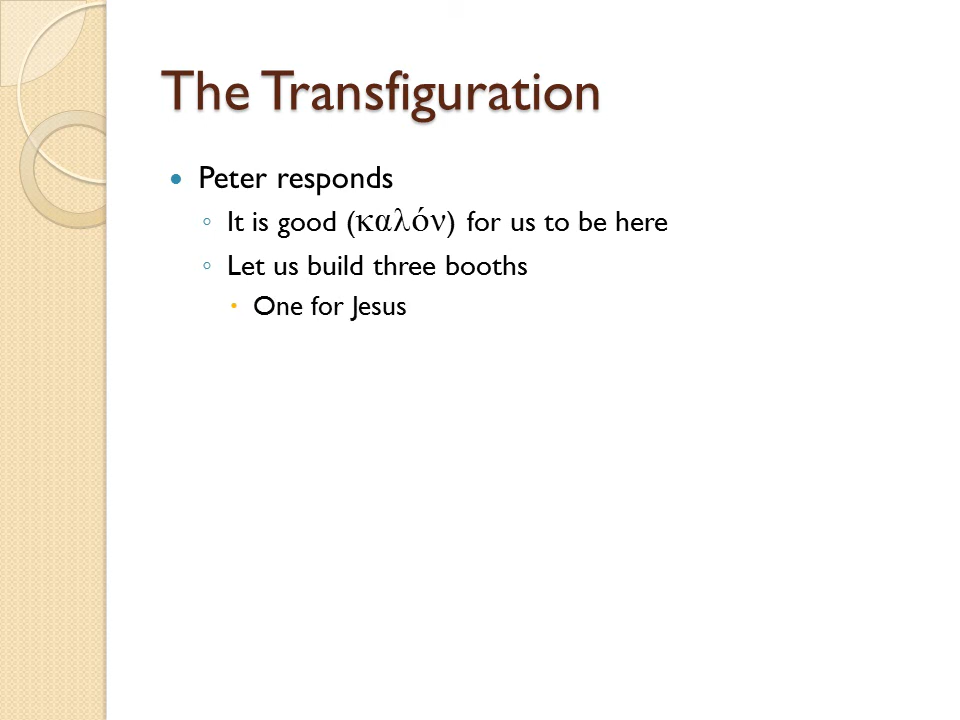 The Transfiguration
Peter responds
It is good (καλόν) for us to be here
Let us build three booths
One for Jesus